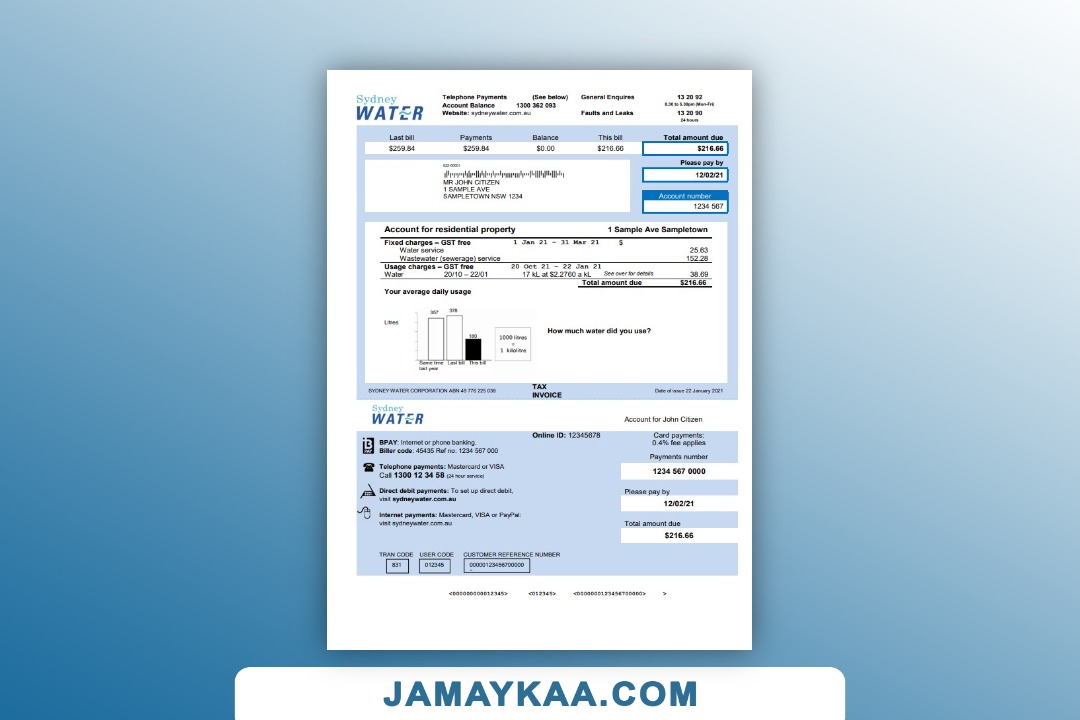 Sydney
WATER
Telephone Payments (See below)
Account Balance 1300 362 093
Website: sydneywater.com.au
General Enquires 13 20 92
8.30 to 5.30pm (Mon-Fri)
Faults and Leaks 13 20 90
24 hours
Last bill Payments Balance This bill Total amount due
$259.84 $259.84 $0.00 $216.66 $216.66
Please pay by
12/02/21
Account number
1234 567
022-00001
MR JOHN CITIZEN
1 SAMPLE AVE
SAMPLETOWN NSW 1234
Account for residential property 1 Sample Ave Sampletown
Fixed charges – GST free 1 Jan 21 – 31 Mar 21 $
Water service 25.63
Wastewater (sewerage) service 152.28
Usage charges – GST free 20 Oct 21 – 22 Jan 21
Water 20/10 – 22/01 17 kL at $2.2760 a kL See over for details 38.69
Total amount due $216.66
Your average daily usage
Litres
357 378 180
Same time last year
Last bill
This bill
1000 litres
=
1 kilolitre
How much water did you use?
SYDNEY WATER CORPORATION ABN 49 776 225 038
TAX
INVOICE
Date of issue 22 January 2021
Sydney
WATER
Account for John Citizen
Online ID: 12345678
Card payments:
0.4% fee applies
BPAY: Internet or phone banking.
Biller code: 45435 Ref no: 1234 567 000
Payments number
1234 567 0000
Telephone payments: Mastercard or VISA
Call 1300 12 34 58 (24 hour service)
Direct debit payments: To set up direct debit,
visit sydneywater.com.au
Please pay by
12/02/21
Internet payments: Mastercard, VISA or PayPal:
visit sydneywater.com.au
Total amount due
$216.66
TRAN CODE USER CODE CUSTOMER REFERENCE NUMBER
831 012345 00000123456700000
<000000000012345> <012345> <0000000123456700000> >
JAMAYKAA.COM